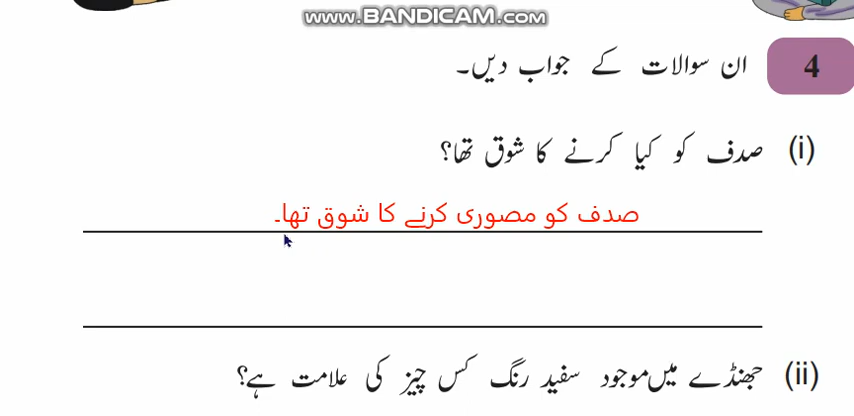 www.BANDICAM.com
4 ان سوالات کے جواب دیں۔
(i) صدف کو کیا کرنے کا شوق تھا؟
صدف کو مصوری کرنے کا شوق تھا۔
(ii) جھنڈے میں موجود سفید رنگ کس چیز کی علامت ہے؟